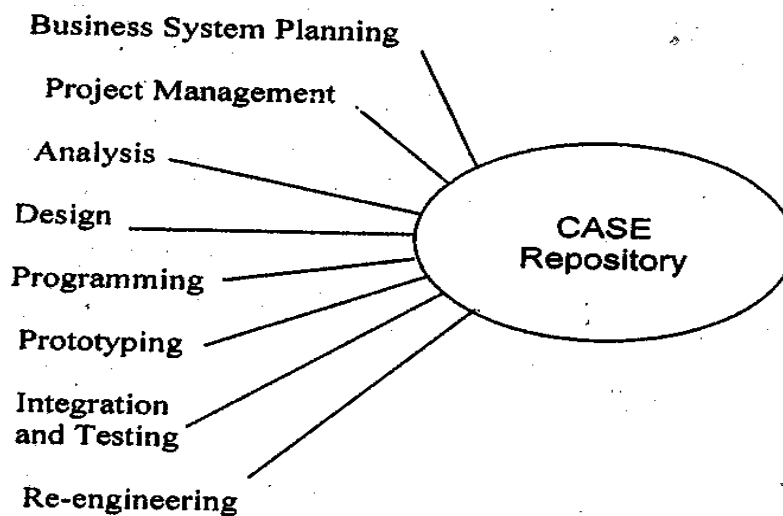 Business System Planning
Project Management
Analysis
Design
Programming
Prototyping
Integration
and Testing
Re-engineering
CASE
Repository